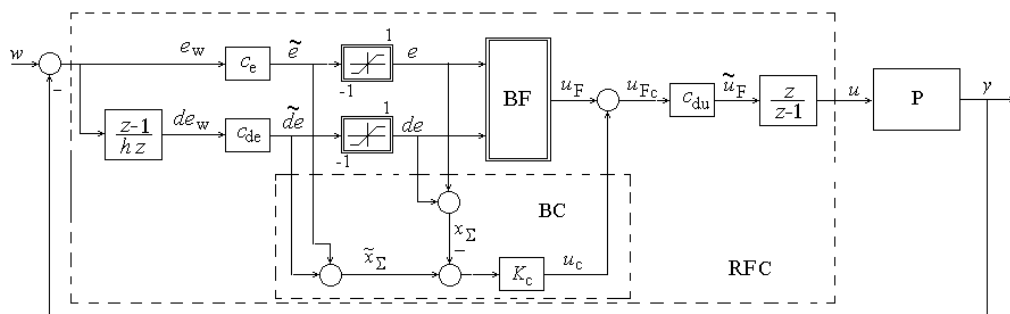 w
−
e_w
c_e
ẽ
1
-1
e
BF
u_F
u_Fc
c_du
ũ_F
z
z-1
u
P
y
z-1
h z
de_w
c_de
d̃e
1
-1
de
BC
x_Σ
−
x̃_Σ
K_c
u_c
RFC